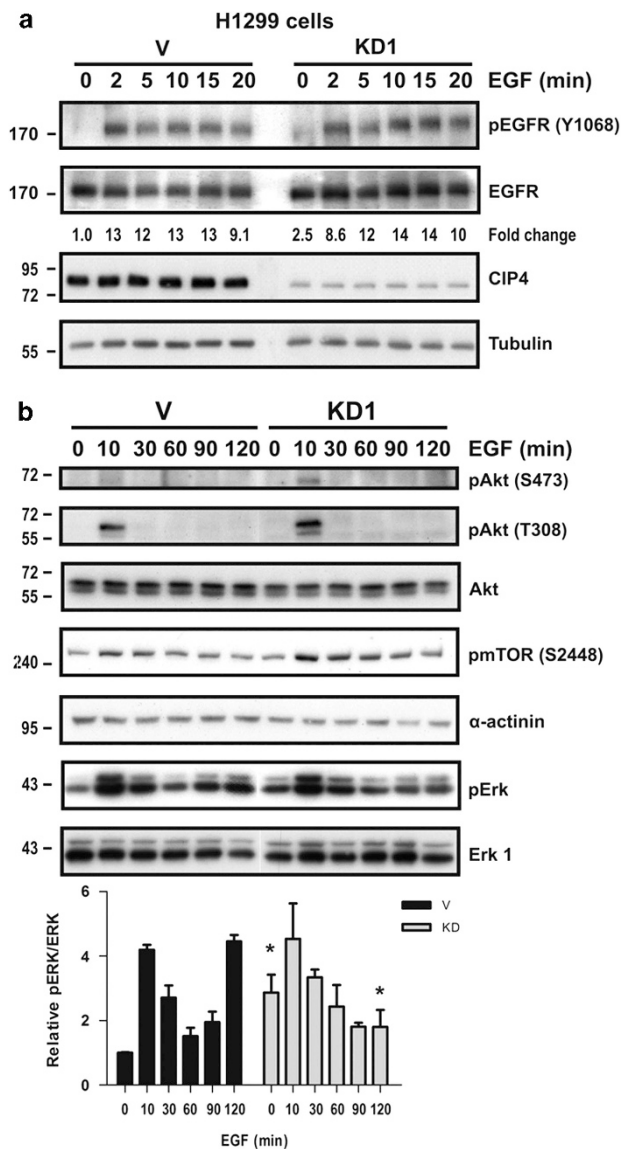 a
H1299 cells
V KD1
0 2 5 10 15 20 0 2 5 10 15 20 EGF (min)
170 pEGFR (Y1068)
170 EGFR
1.0 13 12 13 13 9.1 2.5 8.6 12 14 14 10 Fold change
95
72
CIP4
55 Tubulin
b
V KD1
0 10 30 60 90 120 0 10 30 60 90 120 EGF (min)
72 pAkt (S473)
72
55
pAkt (T308)
72
55
Akt
240 pmTOR (S2448)
95 α-actinin
43 pErk
43 Erk 1
Relative pERK/ERK
6
4
2
0
V
KD
* *
0 10 30 60 90 120 0 10 30 60 90 120
EGF (min)